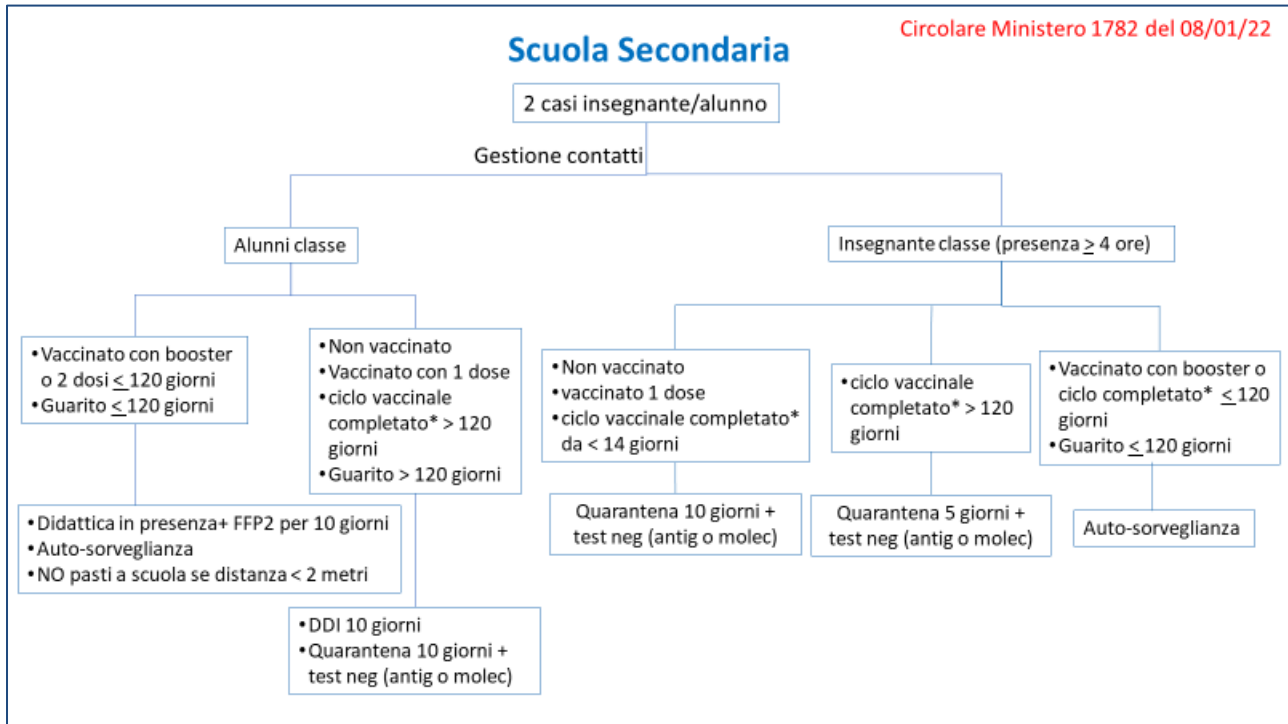 Circolare Ministero 1782 del 08/01/22
Scuola Secondaria
2 casi insegnante/alunno
Gestione contatti
Alunni classe
Insegnante classe (presenza ≥ 4 ore)
•Vaccinato con booster
o 2 dosi ≤ 120 giorni
•Guarito ≤ 120 giorni
•Non vaccinato
•Vaccinato con 1 dose
•ciclo vaccinale
completato* > 120
giorni
•Guarito > 120 giorni
•Non vaccinato
•vaccinato 1 dose
•ciclo vaccinale completato*
da < 14 giorni
•ciclo vaccinale
completato* > 120
giorni
•Vaccinato con booster o
ciclo completato* ≤ 120
giorni
•Guarito ≤ 120 giorni
•Didattica in presenza+ FFP2 per 10 giorni
•Auto-sorveglianza
•NO pasti a scuola se distanza < 2 metri
Quarantena 10 giorni +
test neg (antig o molec)
Quarantena 5 giorni +
test neg (antig o molec)
Auto-sorveglianza
•DDI 10 giorni
•Quarantena 10 giorni +
test neg (antig o molec)